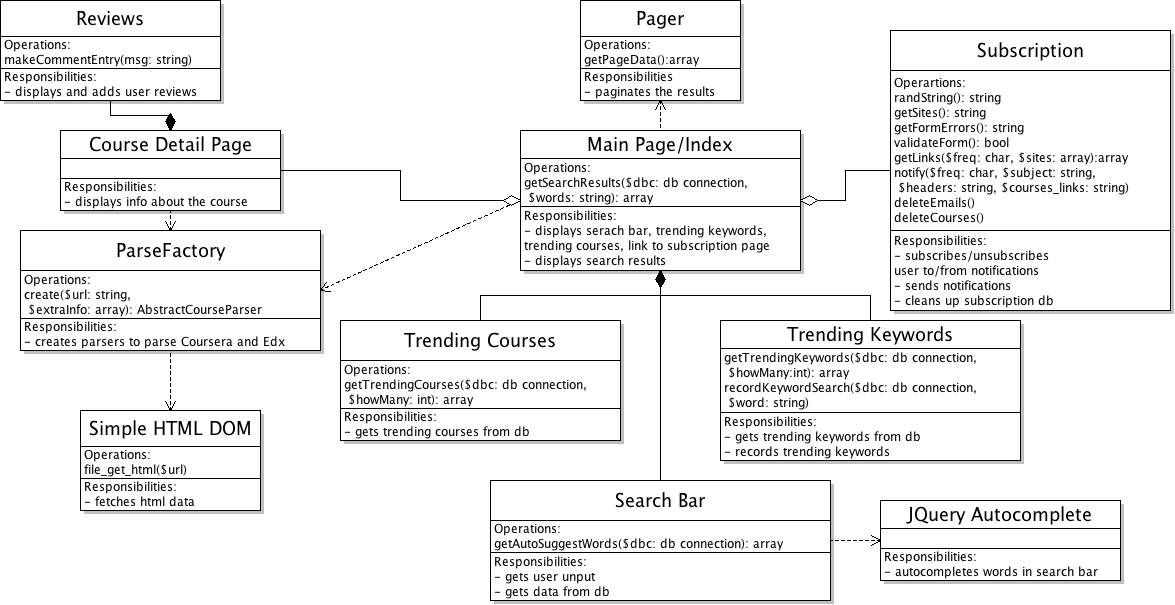 Reviews
Operations:
makeCommentEntry(msg: string)
Responsibilities:
- displays and adds user reviews
Pager
Operations:
getPageData():array
Responsibilities
- paginates the results
Subscription
Operartions:
randString(): string
getSites(): string
getFormErrors(): string
validateForm(): bool
getLinks($freq: char, $sites: array):array
notify($freq: char, $subject: string,
$headers: string, $courses_links: string)
deleteEmails()
deleteCourses()
Responsibilities:
- subscribes/unsubscribes
user to/from notifications
- sends notifications
- cleans up subscription db
Course Detail Page
Responsibilities:
- displays info about the course
Main Page/Index
Operations:
getSearchResults($dbc: db connection,
$words: string): array
Responsibilities:
- displays serach bar, trending keywords,
trending courses, link to subscription page
- displays search results
ParseFactory
Operations:
create($url: string,
$extraInfo: array): AbstractCourseParser
Responsibilities:
- creates parsers to parse Coursera and Edx
Trending Courses
Operations:
getTrendingCourses($dbc: db connection,
$howMany: int): array
Responsibilities:
- gets trending courses from db
Trending Keywords
getTrendingKeywords($dbc: db connection,
$howMany:int): array
recordKeywordSearch($dbc: db connection,
$word: string)
Responsibilities:
- gets trending keywords from db
- records trending keywords
Simple HTML DOM
Operations:
file_get_html($url)
Responsibilities:
- fetches html data
Search Bar
Operations:
getAutoSuggestWords($dbc: db connection): array
Responsibilities:
- gets user unput
- gets data from db
JQuery Autocomplete
Responsibilities:
- autocompletes words in search bar